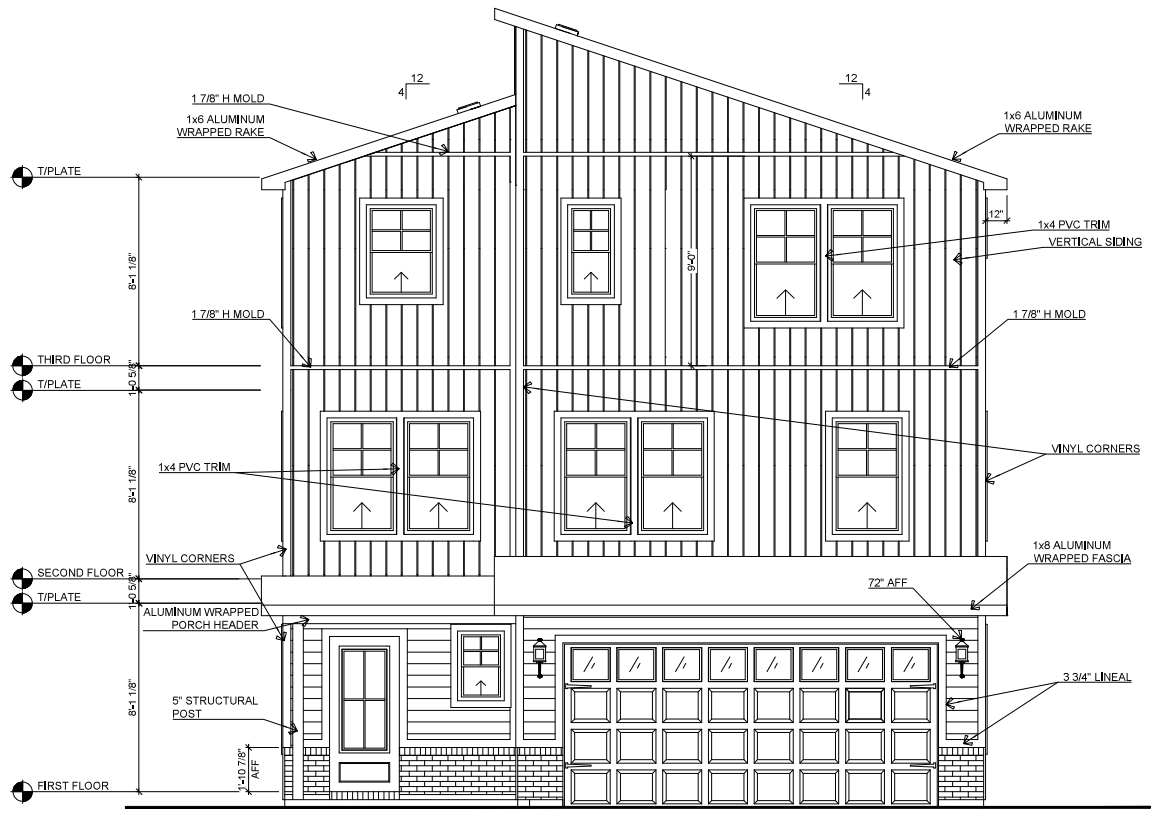 12
4
12
4
1 7/8" H MOLD
1x6 ALUMINUM
WRAPPED RAKE
1x6 ALUMINUM
WRAPPED RAKE
T/PLATE
12"
1x4 PVC TRIM
VERTICAL SIDING
8'-1 1/8"
9'-0"
1 7/8" H MOLD
1 7/8" H MOLD
THIRD FLOOR
1'-0 5/8"
T/PLATE
8'-1 1/8"
1x4 PVC TRIM
VINYL CORNERS
VINYL CORNERS
1x8 ALUMINUM
WRAPPED FASCIA
SECOND FLOOR
1'-0 5/8"
72" AFF
T/PLATE
ALUMINUM WRAPPED
PORCH HEADER
8'-1 1/8"
5" STRUCTURAL
POST
3 3/4" LINEAL
1'-10 7/8"
AFF
FIRST FLOOR